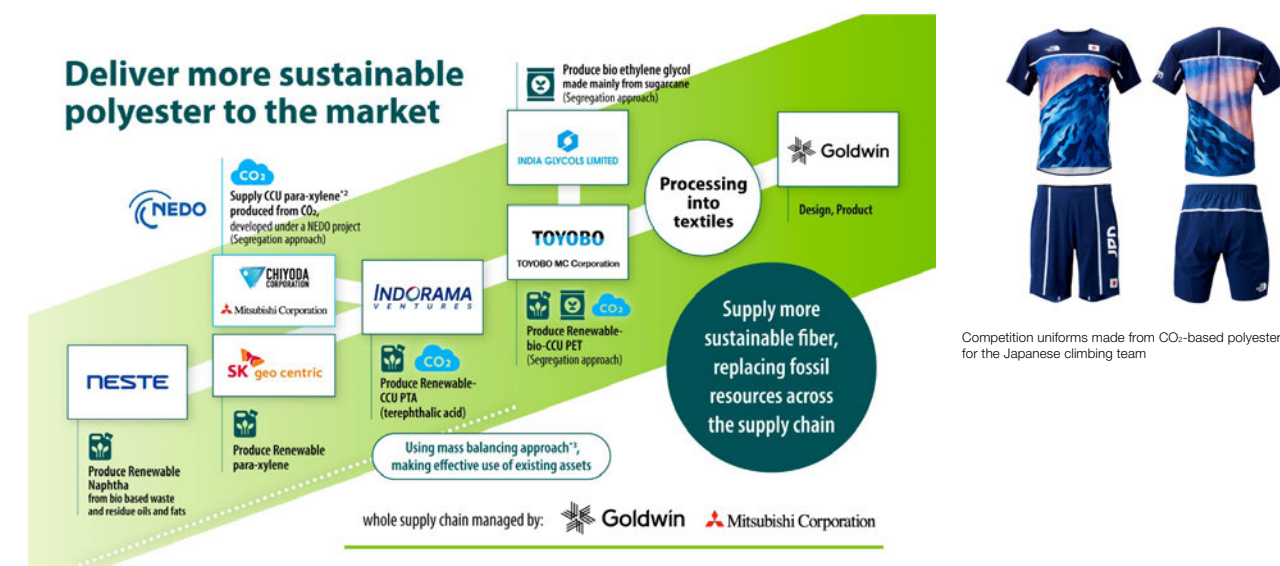 Deliver more sustainable
polyester to the market
NEDO
CO₂
Supply CCU para-xylene*2
produced from CO₂,
developed under a NEDO project
(Segregation approach)
CHIYODA
CORPORATION
Mitsubishi Corporation
NESTE
Produce Renewable
Naphtha
from bio based waste
and residue oils and fats
SK geo centric
Produce Renewable
para-xylene
INDORAMA
VENTURES
CO₂
Produce Renewable-
CCU PTA
(terephthalic acid)
Produce bio ethylene glycol
made mainly from sugarcane
(Segregation approach)
INDIA GLYCOLS LIMITED
TOYOBO
TOYOBO MC Corporation
CO₂
Produce Renewable-
bio-CCU PET
(Segregation approach)
Processing
into
textiles
Goldwin
Design, Product
Supply more
sustainable fiber,
replacing fossil
resources across
the supply chain
Using mass balancing approach*3,
making effective use of existing assets
whole supply chain managed by: Goldwin Mitsubishi Corporation
JPN
Competition uniforms made from CO₂-based polyester
for the Japanese climbing team